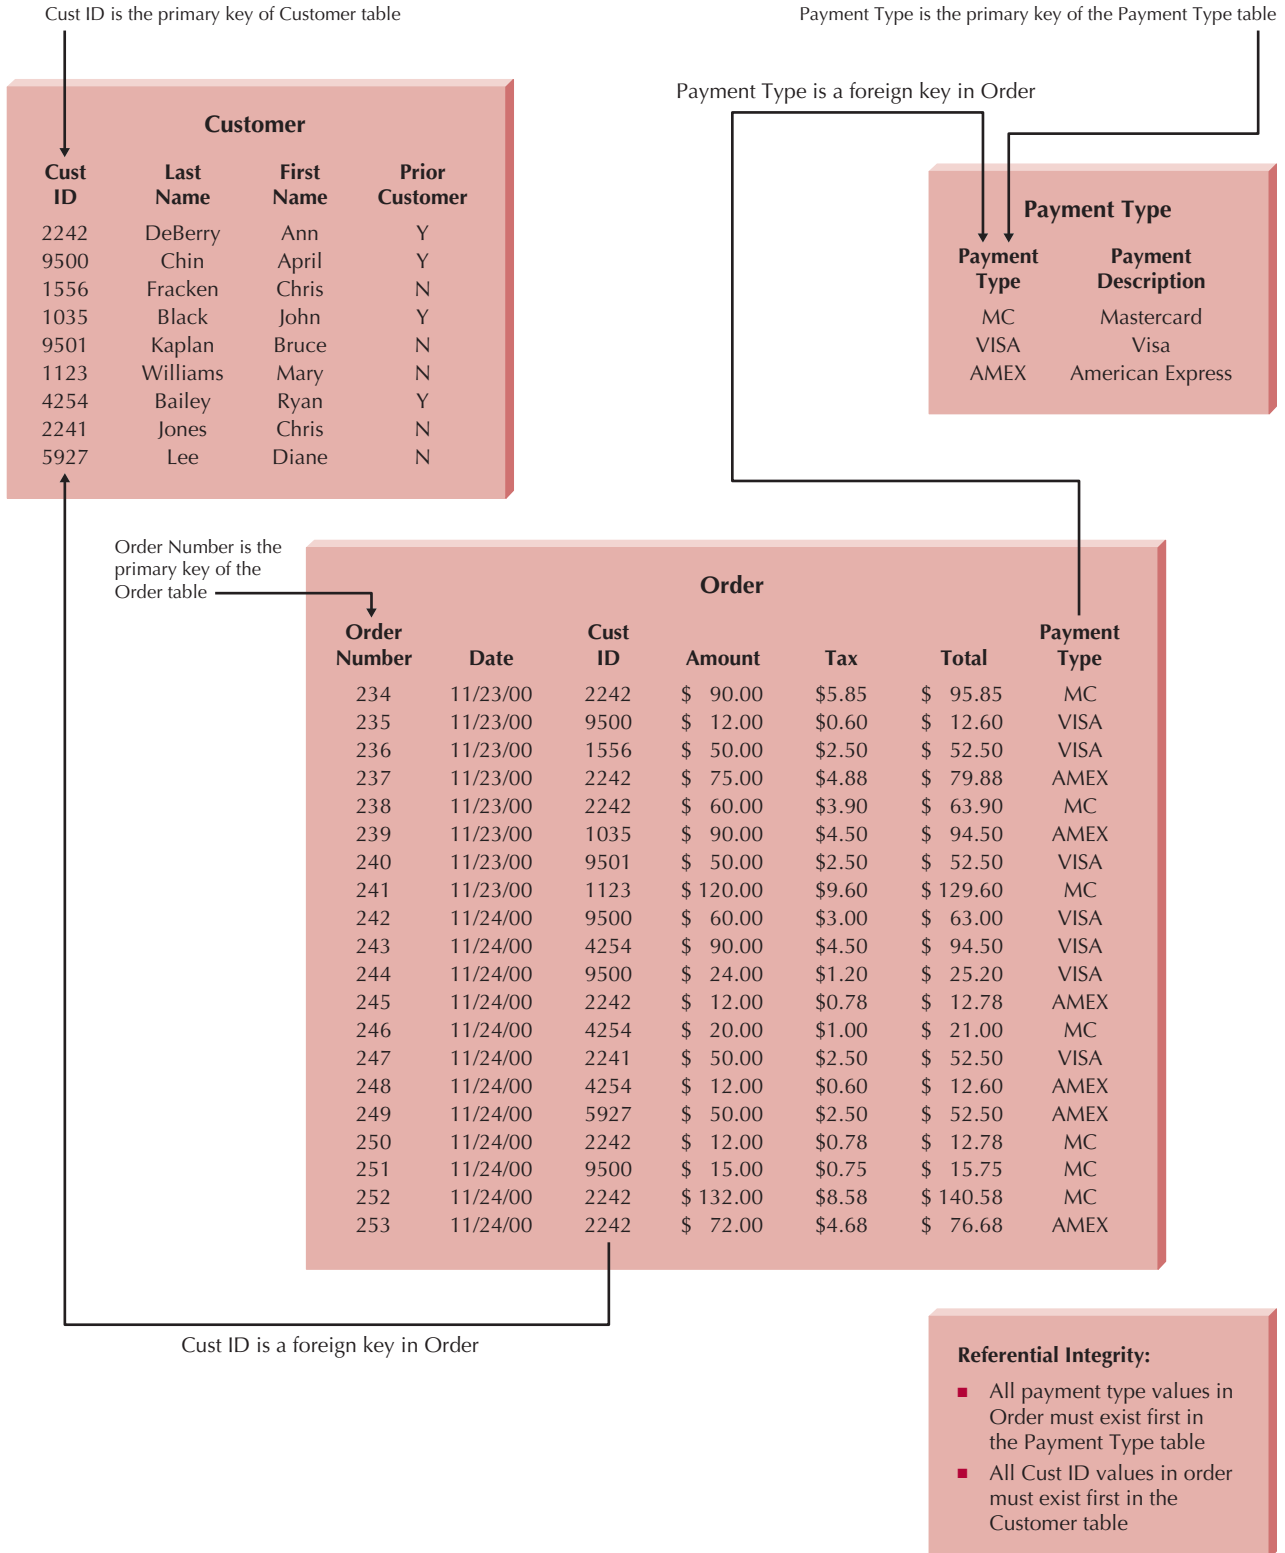 Cust ID is the primary key of Customer table
Payment Type is the primary key of the Payment Type table
Payment Type is a foreign key in Order
Customer
Cust ID Last Name First Name Prior Customer
2242 DeBerry Ann Y
9500 Chin April Y
1556 Fracken Chris N
1035 Black John Y
9501 Kaplan Bruce N
1123 Williams Mary N
4254 Bailey Ryan Y
2241 Jones Chris N
5927 Lee Diane N
Payment Type
Payment Type Payment Description
MC Mastercard
VISA Visa
AMEX American Express
Order Number is the
primary key of the
Order table
Order
Order Number Date Cust ID Amount Tax Total Payment Type
234 11/23/00 2242 $ 90.00 $5.85 $ 95.85 MC
235 11/23/00 9500 $ 12.00 $0.60 $ 12.60 VISA
236 11/23/00 1556 $ 50.00 $2.50 $ 52.50 VISA
237 11/23/00 2242 $ 75.00 $4.88 $ 79.88 AMEX
238 11/23/00 2242 $ 60.00 $3.90 $ 63.90 MC
239 11/23/00 1035 $ 90.00 $4.50 $ 94.50 AMEX
240 11/23/00 9501 $ 50.00 $2.50 $ 52.50 VISA
241 11/23/00 1123 $ 120.00 $9.60 $ 129.60 MC
242 11/24/00 9500 $ 60.00 $3.00 $ 63.00 VISA
243 11/24/00 4254 $ 90.00 $4.50 $ 94.50 VISA
244 11/24/00 9500 $ 24.00 $1.20 $ 25.20 VISA
245 11/24/00 2242 $ 12.00 $0.78 $ 12.78 AMEX
246 11/24/00 4254 $ 20.00 $1.00 $ 21.00 MC
247 11/24/00 2241 $ 50.00 $2.50 $ 52.50 VISA
248 11/24/00 4254 $ 12.00 $0.60 $ 12.60 AMEX
249 11/24/00 5927 $ 50.00 $2.50 $ 52.50 AMEX
250 11/24/00 2242 $ 12.00 $0.78 $ 12.78 MC
251 11/24/00 9500 $ 15.00 $0.75 $ 15.75 MC
252 11/24/00 2242 $ 132.00 $8.58 $ 140.58 MC
253 11/24/00 2242 $ 72.00 $4.68 $ 76.68 AMEX
Cust ID is a foreign key in Order
Referential Integrity:
■ All payment type values in
Order must exist first in
the Payment Type table
■ All Cust ID values in order
must exist first in the
Customer table